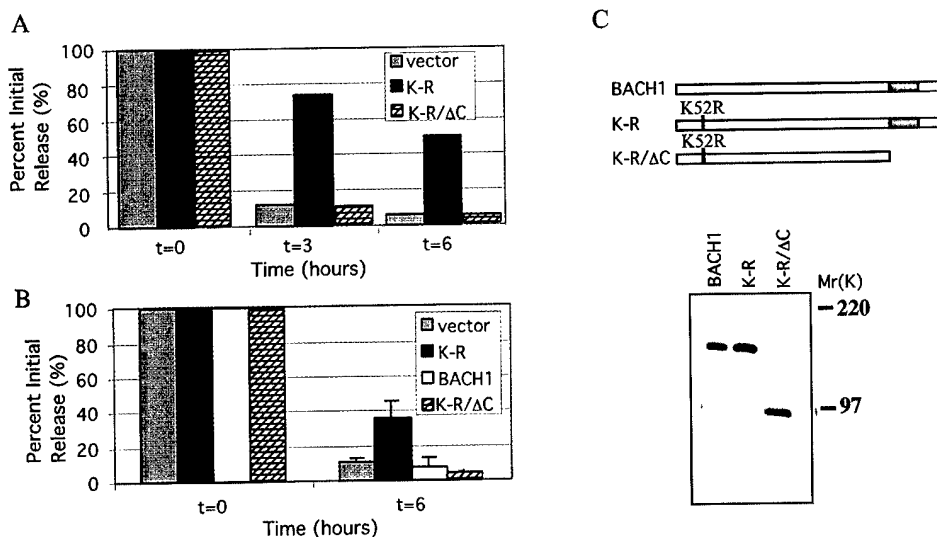 A
Percent Initial
Release (%)
100
80
60
40
20
0
vector
K-R
K-R/ΔC
t=0
t=3
t=6
Time (hours)
B
Percent Initial
Release (%)
100
80
60
40
20
0
vector
K-R
BACH1
K-R/ΔC
t=0
t=6
Time (hours)
C
BACH1
K52R
K-R
K52R
K-R/ΔC
BACH1
K-R
K-R/ΔC
Mr(K)
220
97